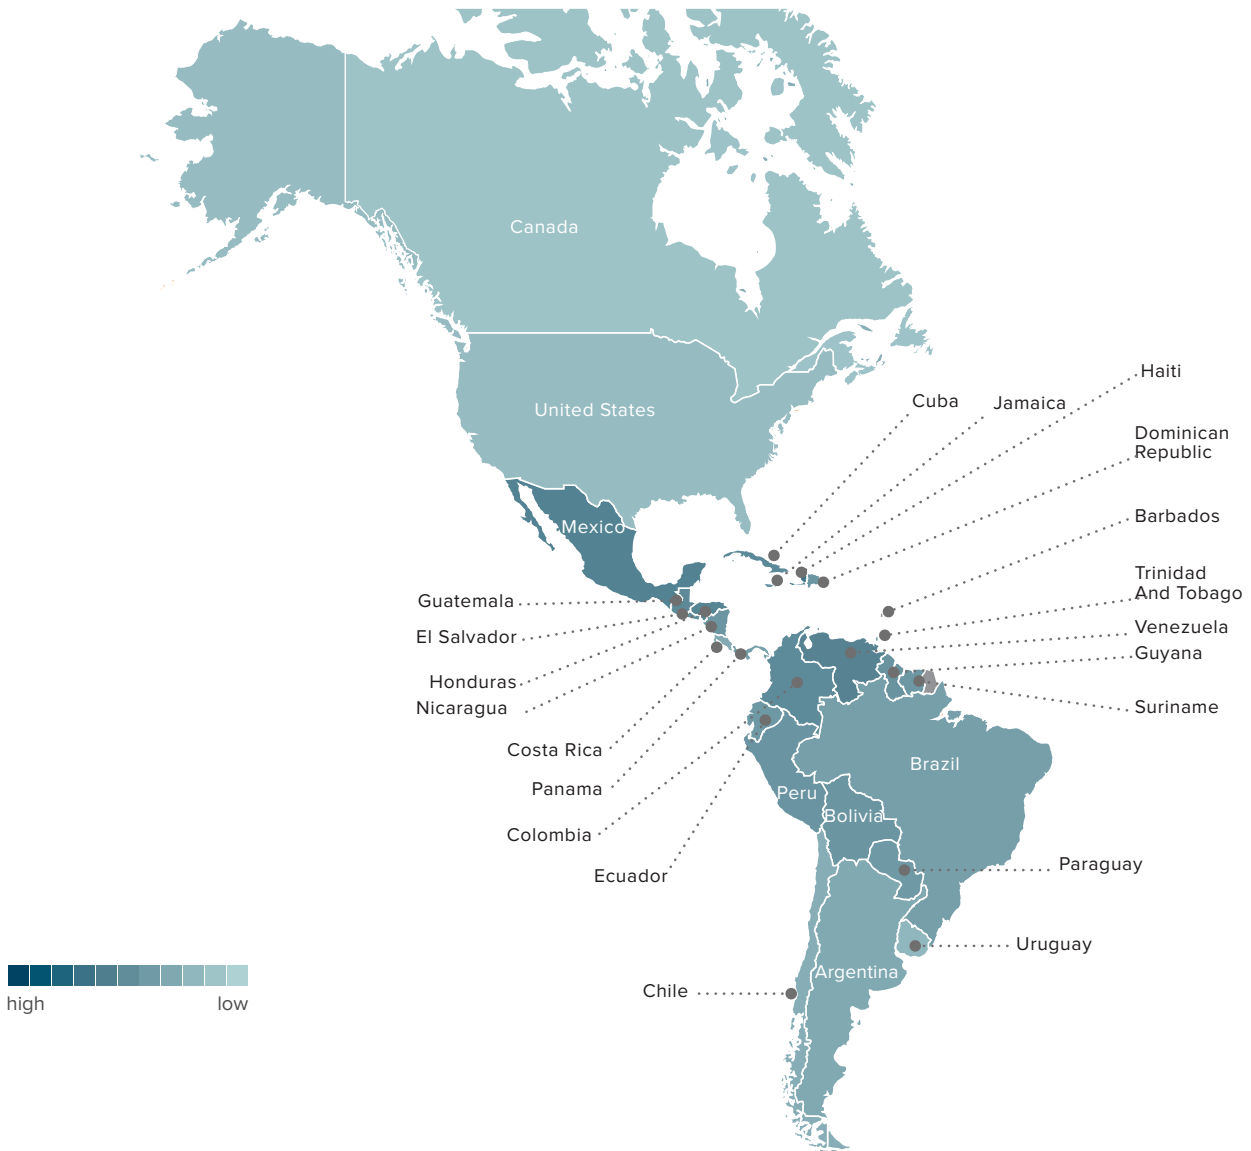 Canada
Haiti
Cuba
Jamaica
United States
Dominican
Republic
Barbados
Mexico
Trinidad
And Tobago
Guatemala
Venezuela
El Salvador
Guyana
Honduras
Nicaragua
Suriname
Costa Rica
Brazil
Panama
Peru
Bolivia
Colombia
Paraguay
Ecuador
Uruguay
Argentina
Chile
high
low